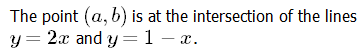 The point (a, b) is at the intersection of the lines
y = 2x and y = 1 − x.